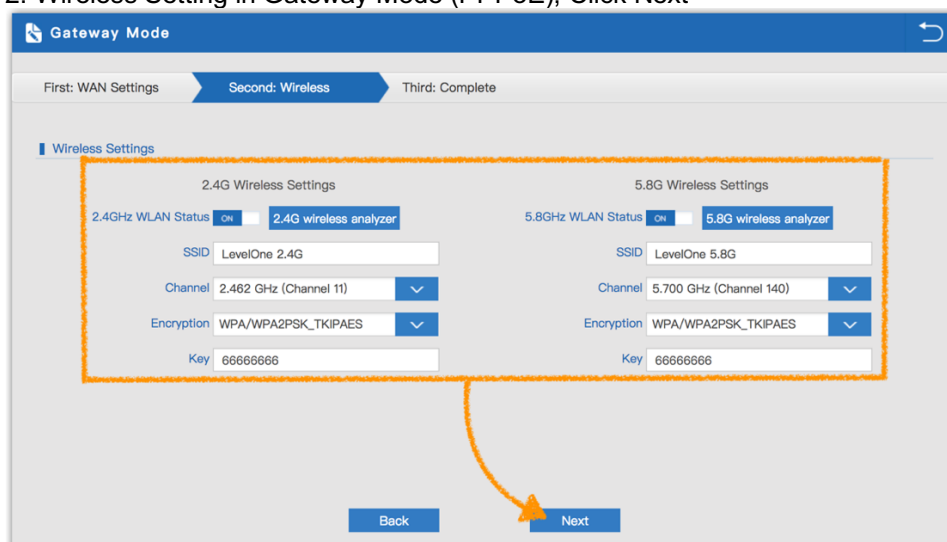 2. Wireless Setting in Gateway Mode (PPPoE), Click Next
Gateway Mode
First: WAN Settings Second: Wireless Third: Complete
Wireless Settings
2.4G Wireless Settings 5.8G Wireless Settings
2.4GHz WLAN Status ON 2.4G wireless analyzer 5.8GHz WLAN Status ON 5.8G wireless analyzer
SSID LevelOne 2.4G SSID LevelOne 5.8G
Channel 2.462 GHz (Channel 11) Channel 5.700 GHz (Channel 140)
Encryption WPA/WPA2PSK_TKIPAES Encryption WPA/WPA2PSK_TKIPAES
Key 66666666 Key 66666666
Back Next